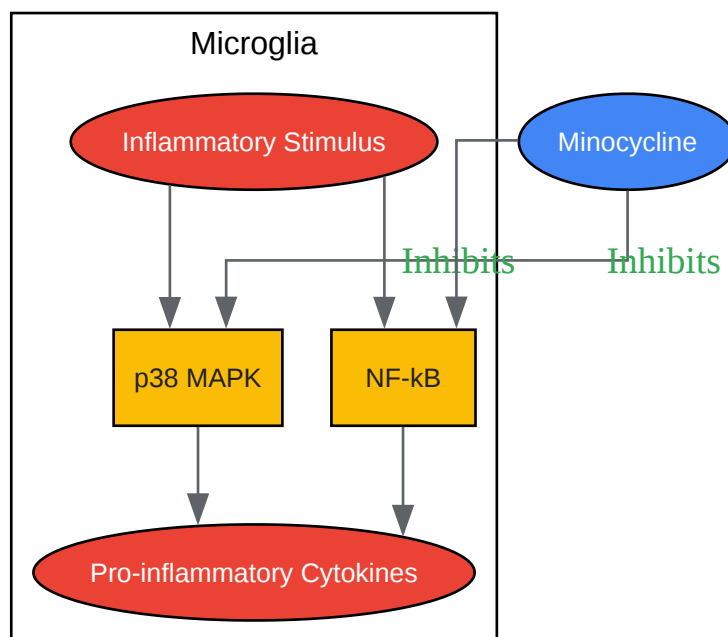 Microglia
Inflammatory Stimulus
Minocycline
Inhibits
Inhibits
p38 MAPK
NF-kB
Pro-inflammatory Cytokines